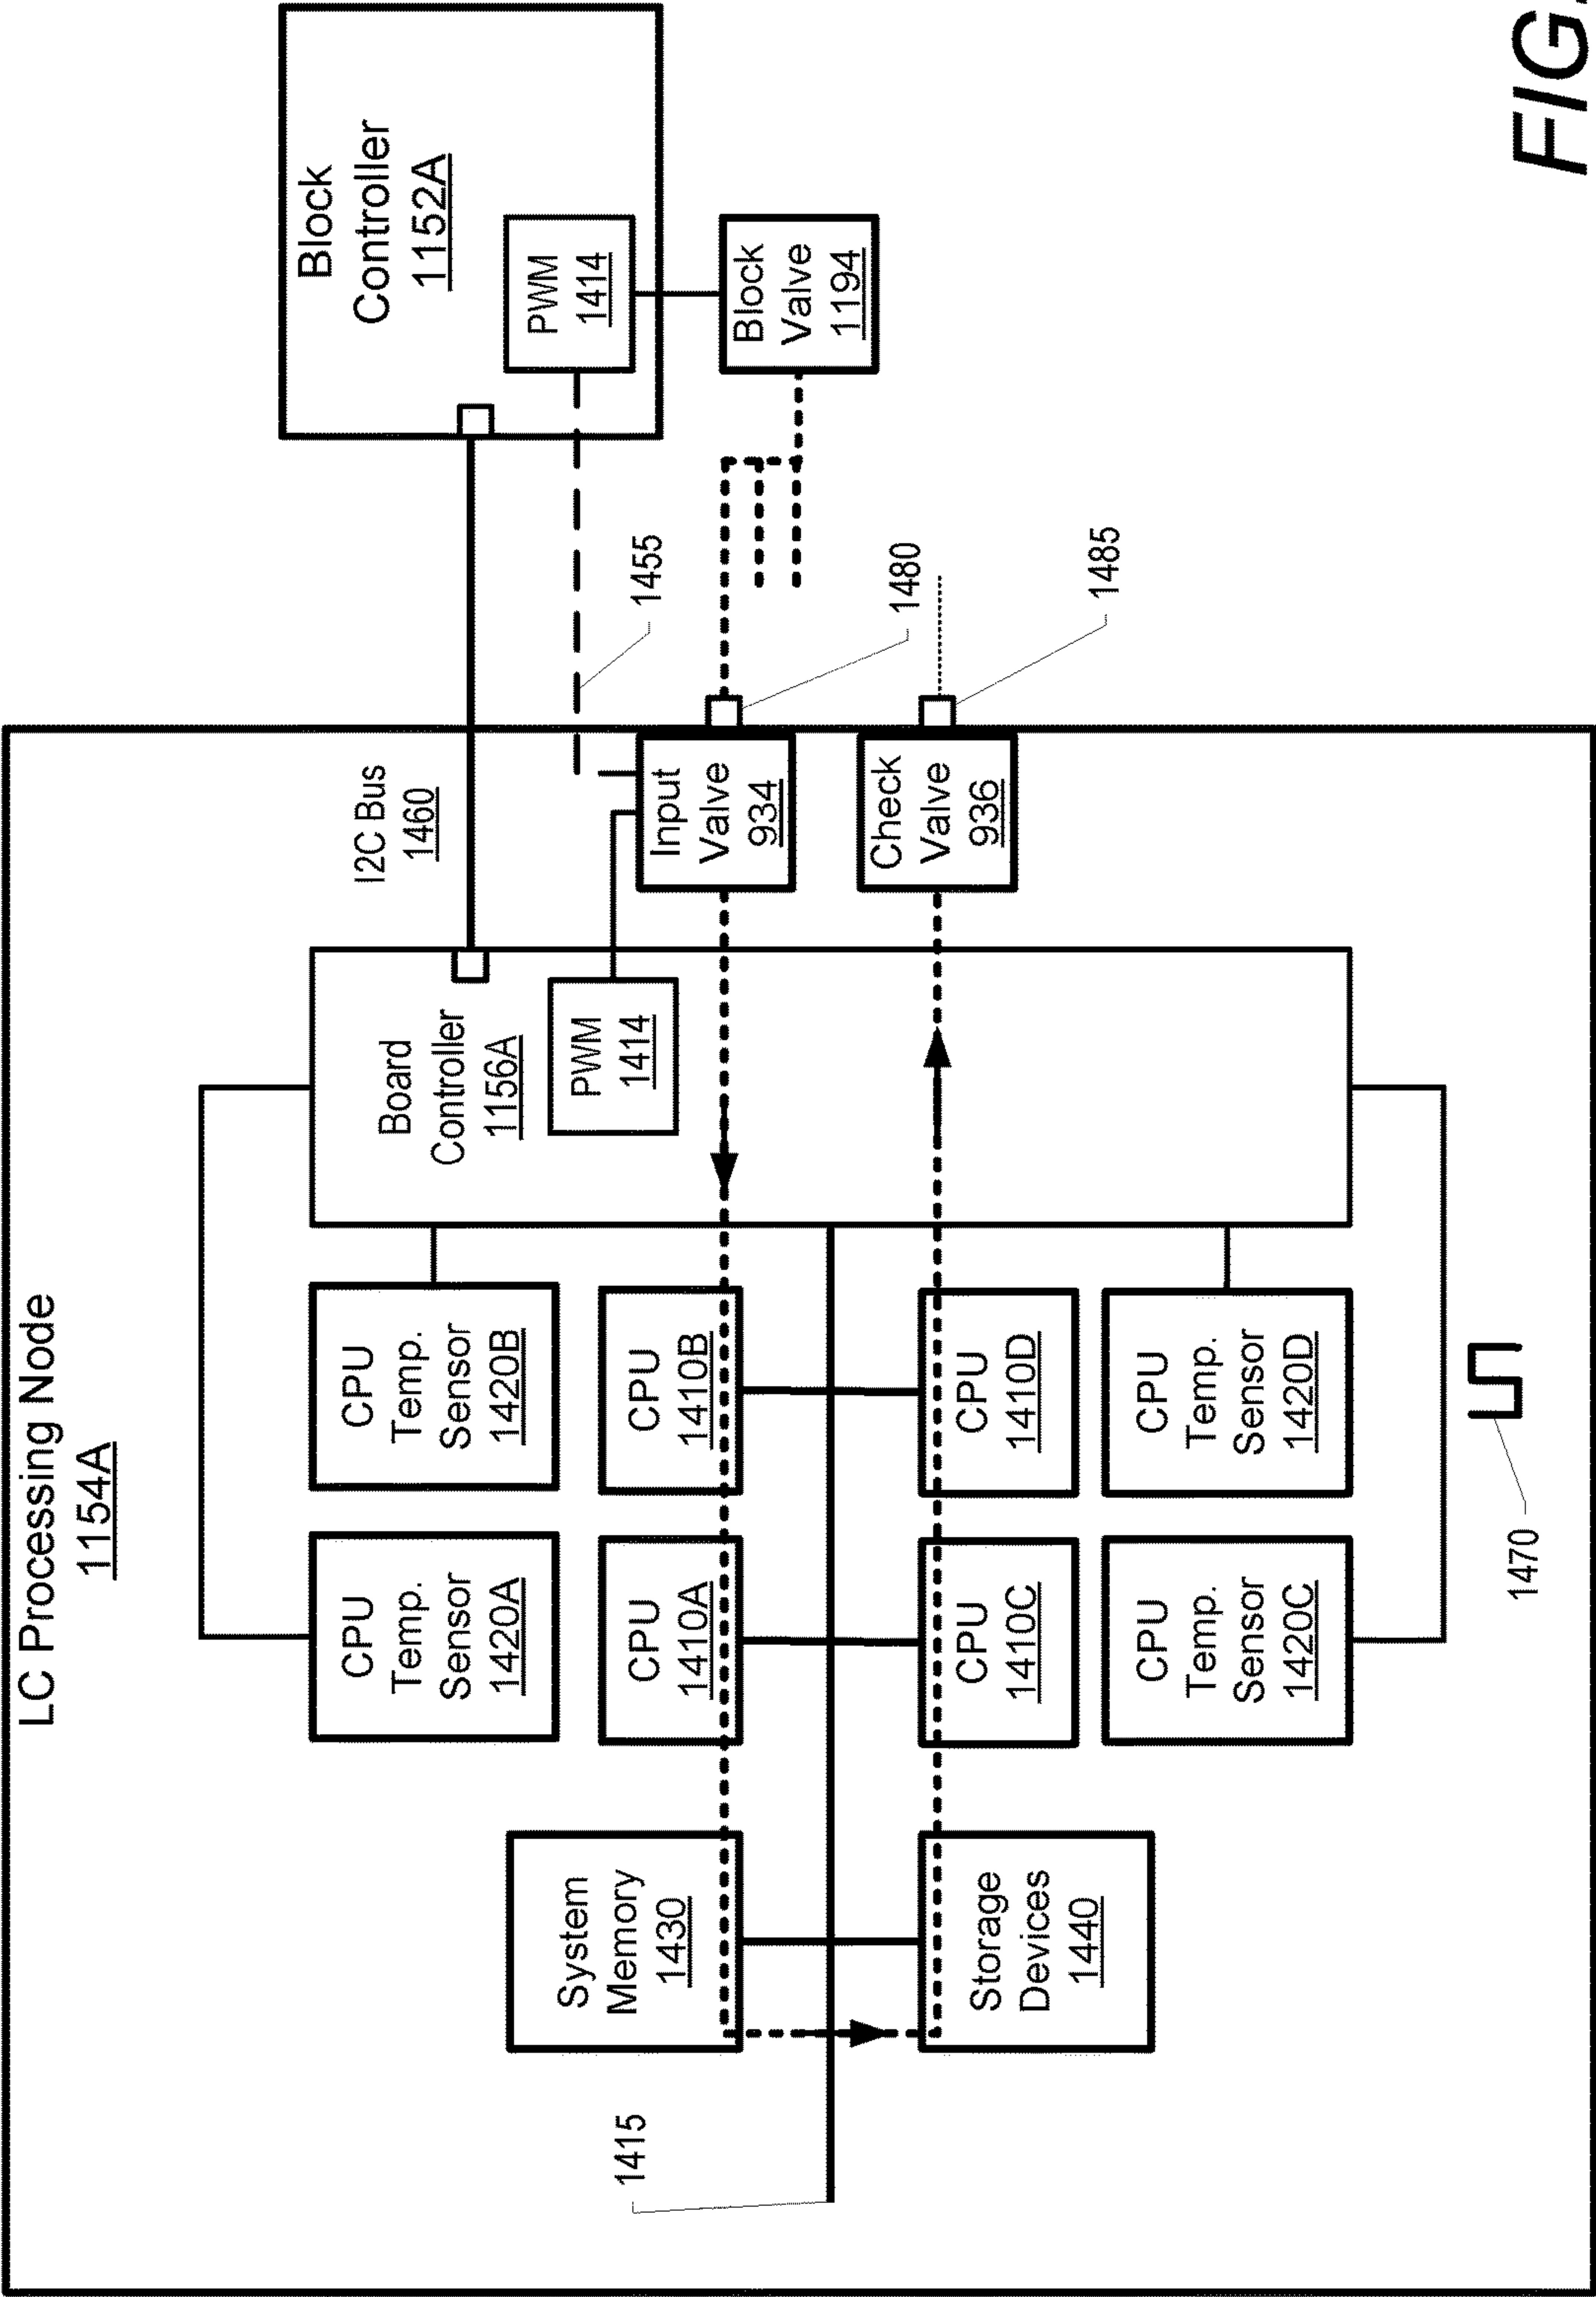 LC Processing Node
1154A
Block
Controller
1152A
I2C Bus
1460
CPU
Temp.
Sensor
1420A
CPU
Temp.
Sensor
1420B
Board
Controller
1156A
PWM
1414
PWM
1414
1455
System
Memory
1430
CPU
1410A
CPU
1410B
Input
Valve
934
Block
Valve
1194
1415
1480
Storage
Devices
1440
CPU
1410C
CPU
1410D
Check
Valve
936
1485
CPU
Temp.
Sensor
1420C
CPU
Temp.
Sensor
1420D
1470
FIG.